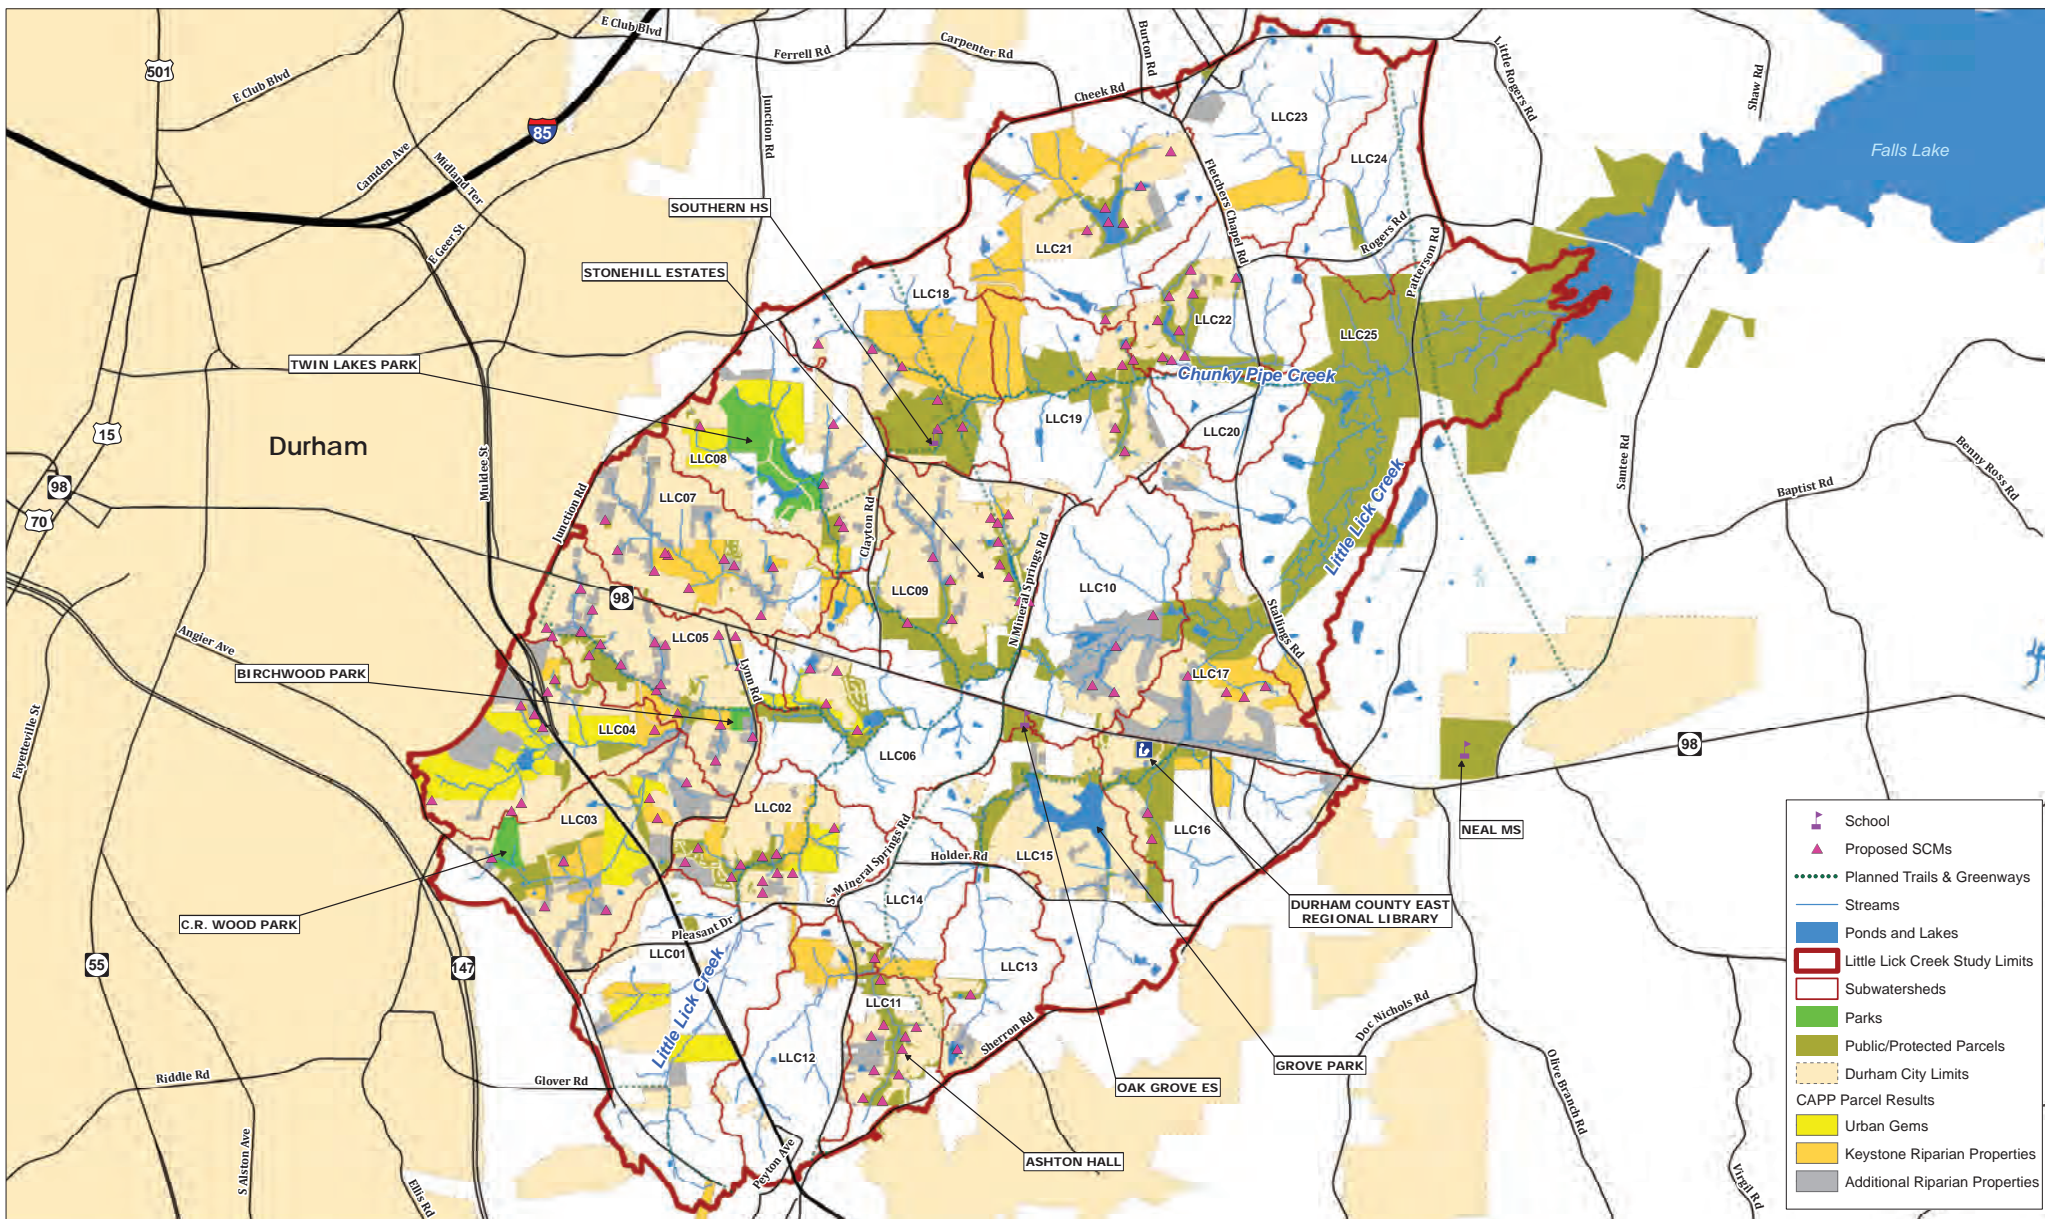 E Club Blvd
Ferrell Rd
Carpenter Rd
Burton Rd
Little Rogers Rd
Shaw Rd
501
E Club Blvd
85
Junction Rd
Cheek Rd
LLC23
Falls Lake
Camden Ave
Midland Ter
LLC24
Fletchers Chapel Rd
SOUTHERN HS
E Geer St
LLC21
Rogers Rd
Patterson Rd
STONEHILL ESTATES
LLC18
LLC22
LLC25
TWIN LAKES PARK
Chunky Pipe Creek
15
Durham
LLC19
LLC20
98
70
Muldee St
LLC08
LLC07
Junction Rd
Clayton Rd
Santee Rd
Baptist Rd
Benny Ross Rd
Little Lick Creek
N Mineral Springs Rd
LLC09
LLC10
98
Stallings Rd
Angier Ave
LLC05
Lynn Rd
BIRCHWOOD PARK
LLC17
Fayetteville St
LLC04
LLC06
98
LLC03
LLC02
S Mineral Springs Rd
Holder Rd
LLC15
LLC16
NEAL MS
LLC14
DURHAM COUNTY EAST
REGIONAL LIBRARY
C.R. WOOD PARK
Pleasant Dr
LLC01
LLC13
55
147
Little Lick Creek
LLC11
Sherron Rd
Doc Nichols Rd
LLC12
GROVE PARK
Riddle Rd
Glover Rd
OAK GROVE ES
Olive Branch Rd
S Alston Ave
Ellis Rd
Peyton Ave
ASHTON HALL
Virgil Rd
School
Proposed SCMs
Planned Trails & Greenways
Streams
Ponds and Lakes
Little Lick Creek Study Limits
Subwatersheds
Parks
Public/Protected Parcels
Durham City Limits
CAPP Parcel Results
Urban Gems
Keystone Riparian Properties
Additional Riparian Properties